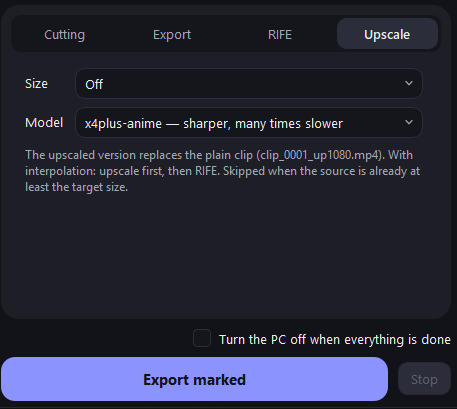 Cutting Export RIFE Upscale
Size Off
Model x4plus-anime — sharper, many times slower
The upscaled version replaces the plain clip (clip_0001_up1080.mp4). With
interpolation: upscale first, then RIFE. Skipped when the source is already at
least the target size.
Turn the PC off when everything is done
Export marked Stop